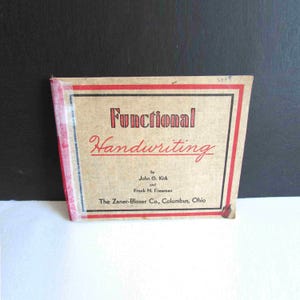 Functional
Handwriting
by
John G. Kirk
and
Frank N. Freeman
The Zaner-Bloser Co., Columbus, Ohio